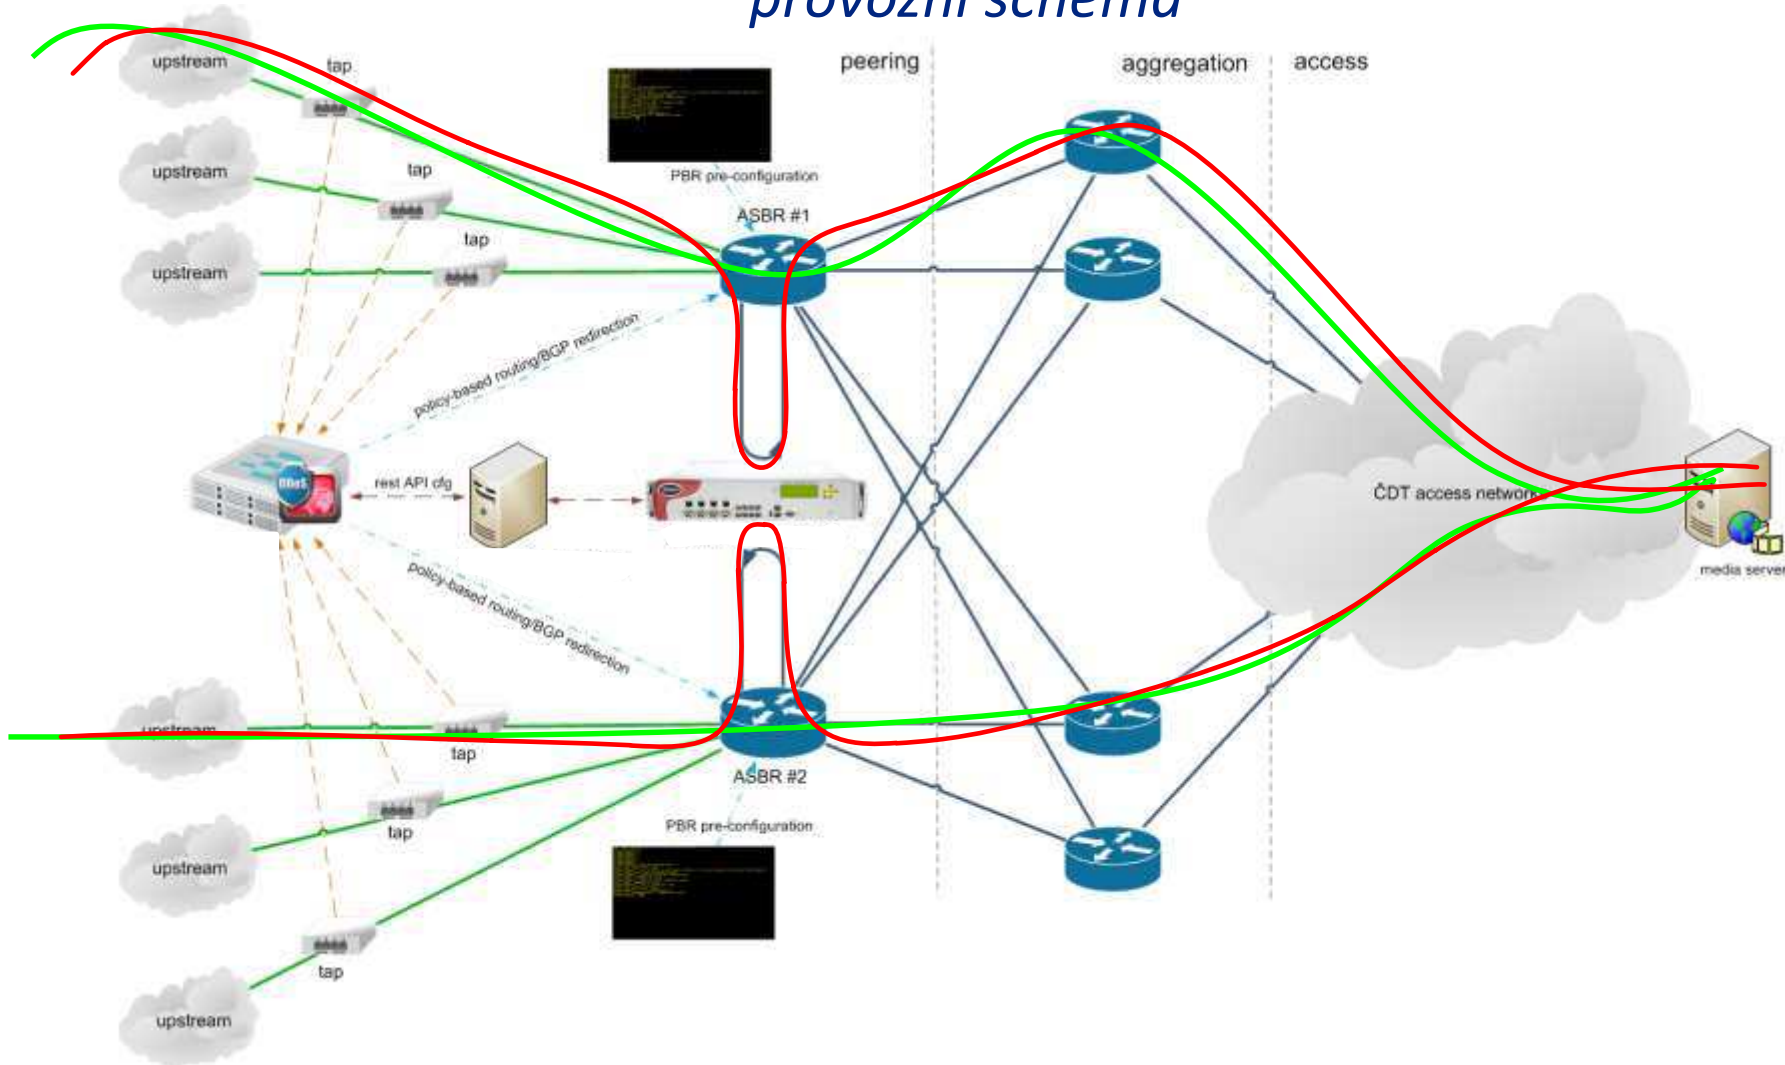 provozní schéma
peering
aggregation
access
upstream
tap
PBR pre-configuration
ASBR #1
upstream
tap
upstream
tap
policy-based routing/BGP redirection
DDoS
rest API cfg
ČDT access network
media server
policy-based routing/BGP redirection
upstream
tap
ASBR #2
PBR pre-configuration
upstream
tap
upstream
tap